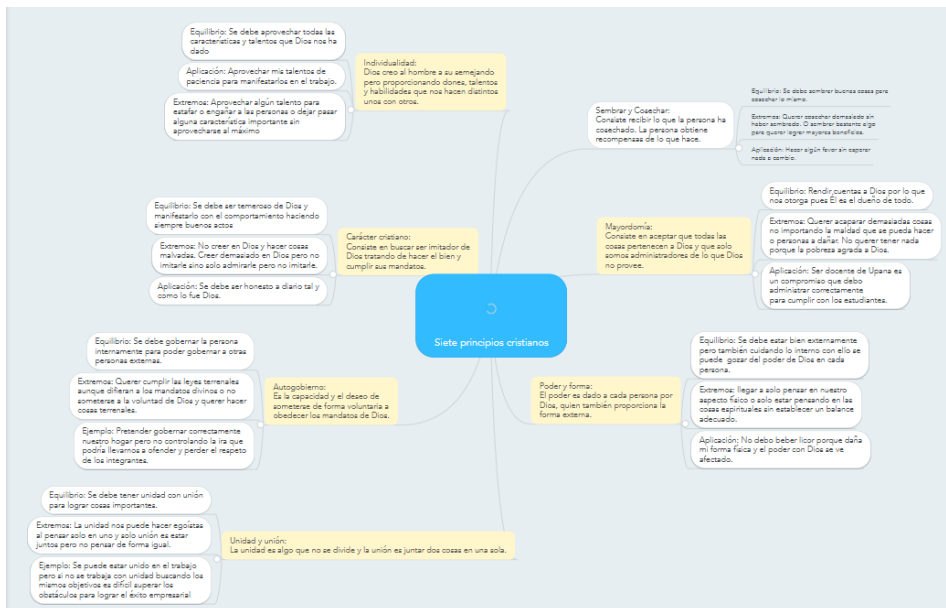 Equilibrio: Se debe aprovechar todas las
características y talentos que Dios nos ha
dado
Aplicación: Aprovechar mis talentos de
paciencia para manifestarlos en el trabajo.
Extremos: Aprovechar algún talento para
estafar o engañar a las personas o dejar pasar
alguna característica importante sin
aprovecharse al máximo
Individualidad:
Dios creo al hombre a su semejando
pero proporcionando dones, talentos
y habilidades que nos hacen distintos
unos con otros.
Equilibrio: Se debe ser temeroso de Dios y
manifestarlo con el comportamiento haciendo
siempre buenos actos
Extremos: No creer en Dios y hacer cosas
malvadas. Creer demasiado en Dios pero no
imitarle sino solo admirarle pero no imitarle.
Aplicación: Se debe ser honesto a diario tal y
como lo fue Dios.
Carácter cristiano:
Consiste en buscar ser imitador de
Dios tratando de hacer el bien y
cumplir sus mandatos.
Equilibrio: Se debe gobernar la persona
internamente para poder gobernar a otras
personas externas.
Extremos: Querer cumplir las leyes terrenales
aunque difieran a los mandatos divinos o no
someterse a la voluntad de Dios y querer hacer
cosas terrenales.
Ejemplo: Pretender gobernar correctamente
nuestro hogar pero no controlando la ira que
podría llevarnos a ofender y perder el respeto
de los integrantes.
Autogobierno:
Es la capacidad y el deseo de
someterse de forma voluntaria a
obedecer los mandatos de Dios.
Equilibrio: Se debe tener unidad con unión
para lograr cosas importantes.
Extremos: La unidad nos puede hacer egoístas
al pensar solo en uno y solo unión es estar
juntos pero no pensar de forma igual.
Ejemplo: Se puede estar unido en el trabajo
pero si no se trabaja con unidad buscando los
mismos objetivos es difícil superar los
obstáculos para lograr el éxito empresarial
Unidad y unión:
La unidad es algo que no se divide y la unión es juntar dos cosas en una sola.
Siete principios cristianos
Sembrar y Cosechar:
Consiste recibir lo que la persona ha
cosechado. La persona obtiene
recompensas de lo que hace.
Equilibrio: Se debe sembrar buenas cosas para
cosechar lo mismo.
Extremos: Querer cosechar demasiado sin
haber sembrado. O sembrar bastante algo
para querer lograr mayores beneficios.
Aplicación: Hacer algún favor sin esperar
nada a cambio.
Mayordomía:
Consiste en aceptar que todas las
cosas pertenecen a Dios y que solo
somos administradores de lo que Dios
no provee.
Equilibrio: Rendir cuentas a Dios por lo que
nos otorga pues Él es el dueño de todo.
Extremos: Querer acaparar demasiadas cosas
no importando la maldad que se pueda hacer
o personas a dañar. No querer tener nada
porque la pobreza agrada a Dios.
Aplicación: Ser docente de Upana es
un compromiso que debo
administrar correctamente
para cumplir con los estudiantes.
Poder y forma:
El poder es dado a cada persona por
Dios, quien también proporciona la
forma externa.
Equilibrio: Se debe estar bien externamente
pero también cuidando lo interno con ello se
puede gozar del poder de Dios en cada
persona.
Extremos: llegar a solo pensar en nuestro
aspecto físico o solo estar pensando en las
cosas espirituales sin establecer un balance
adecuado.
Aplicación: No debo beber licor porque daña
mi forma física y el poder con Dios se ve
afectado.